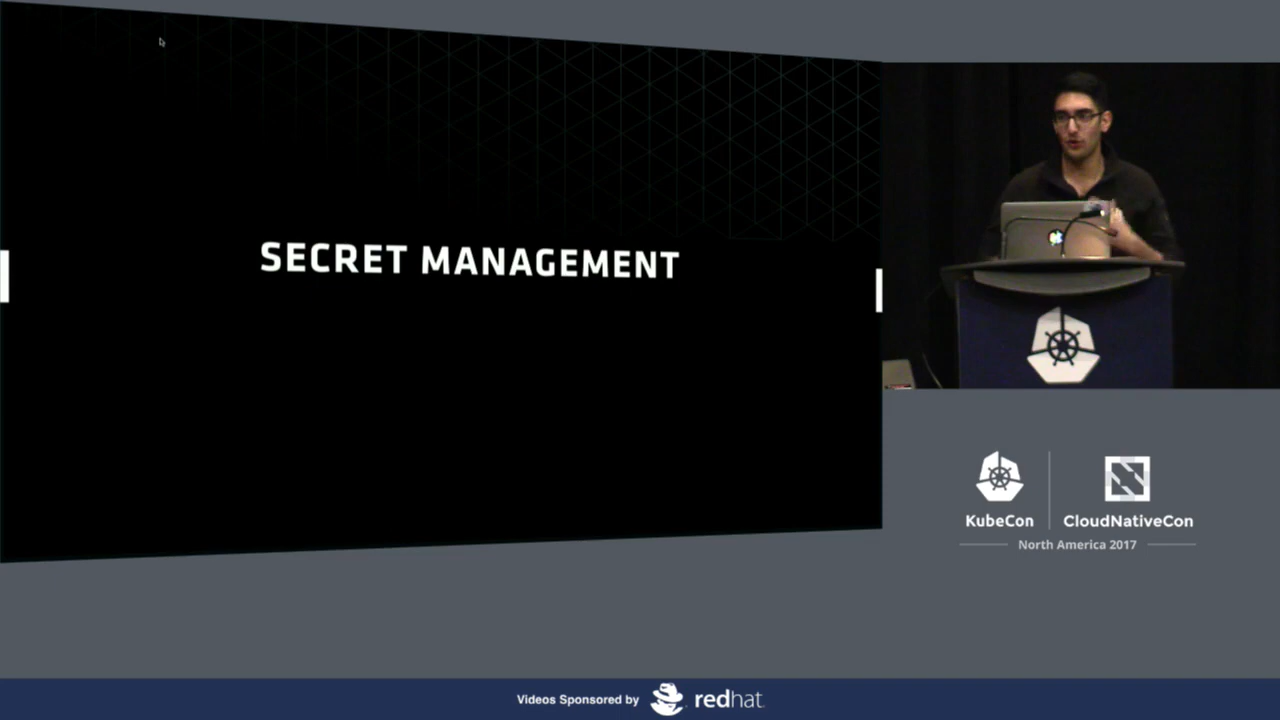 SECRET MANAGEMENT
KubeCon
CloudNativeCon
North America 2017
Videos Sponsored by
redhat.